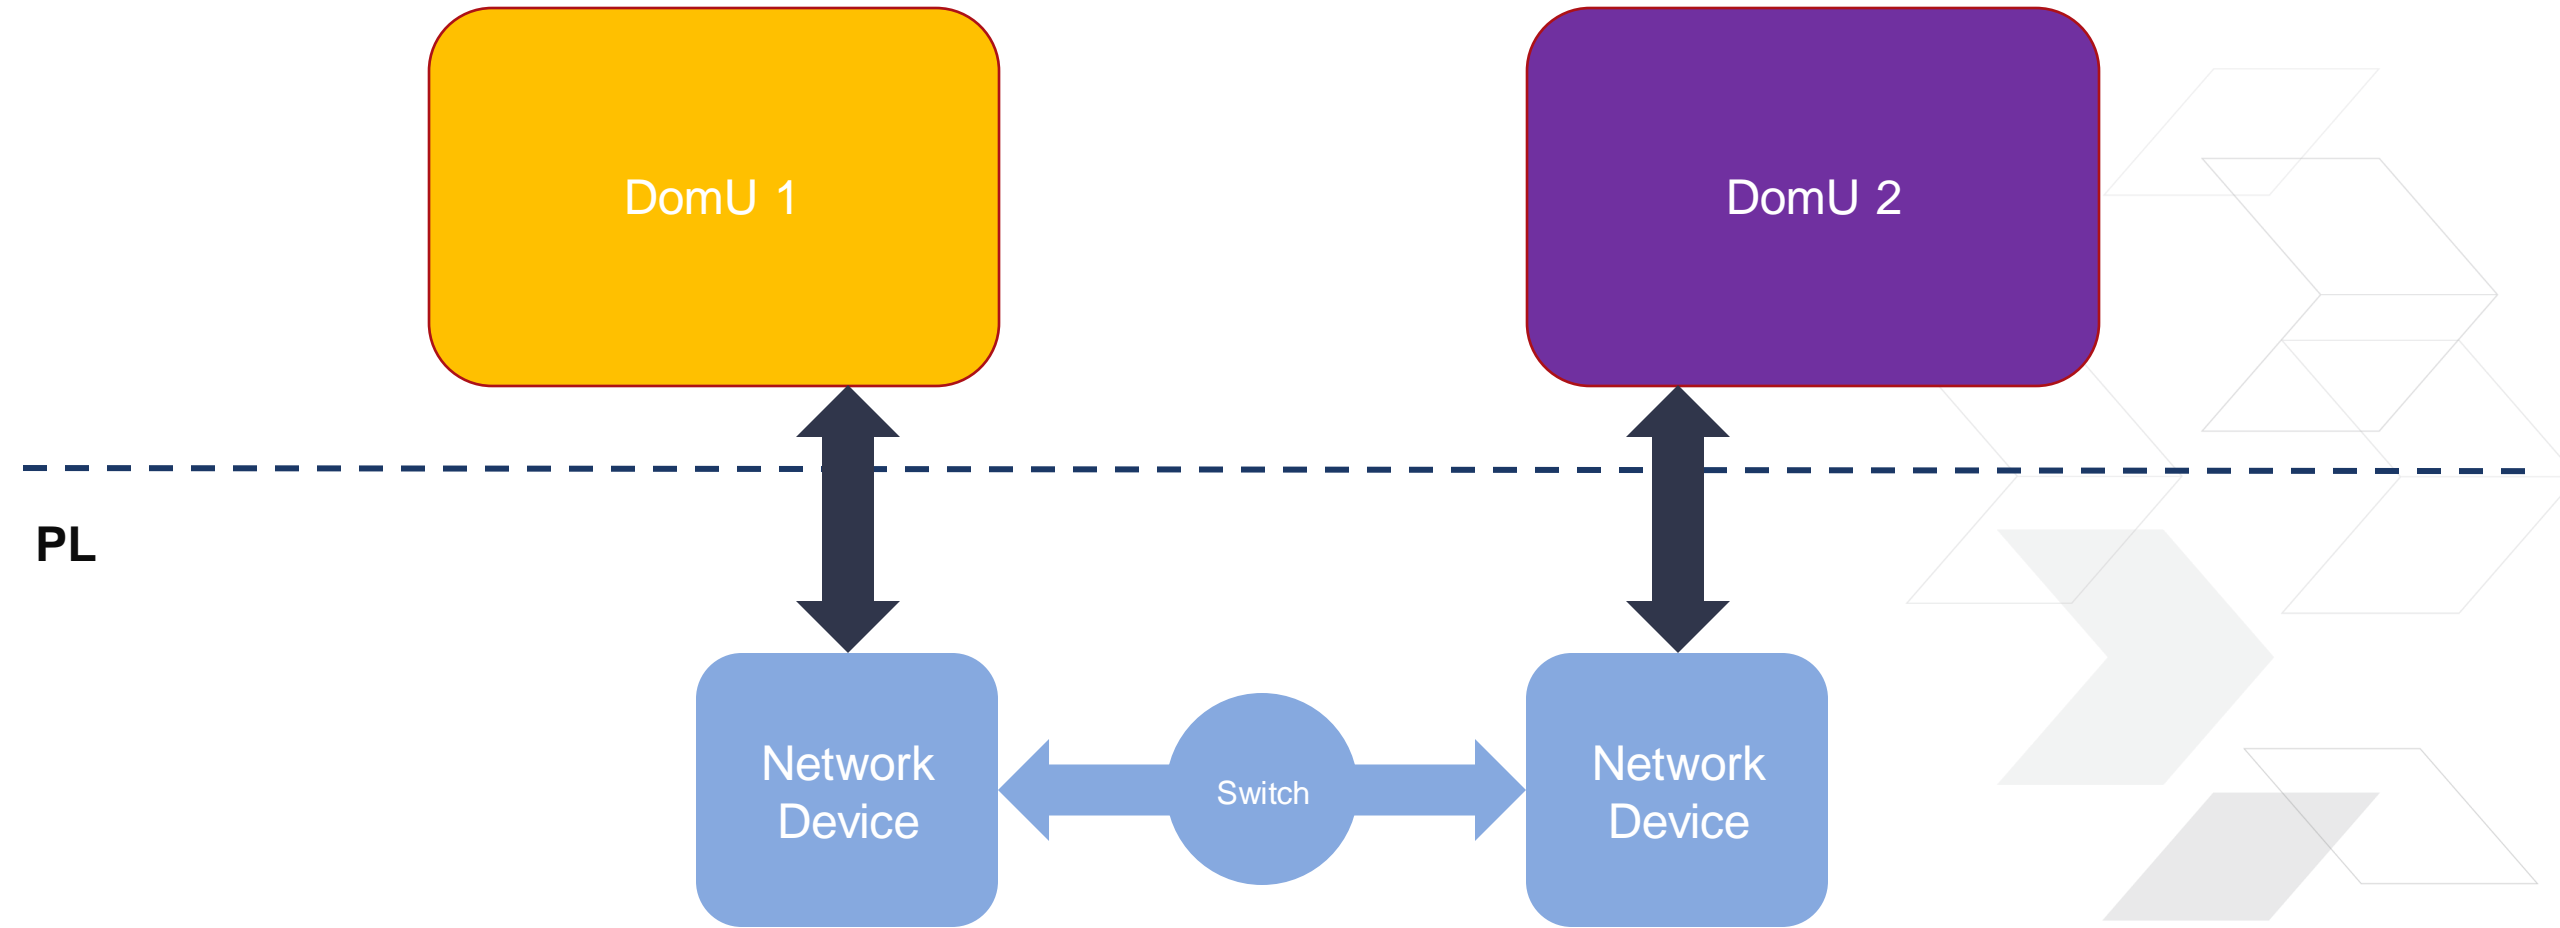 DomU 1
DomU 2
PL
Network
Device
Switch
Network
Device